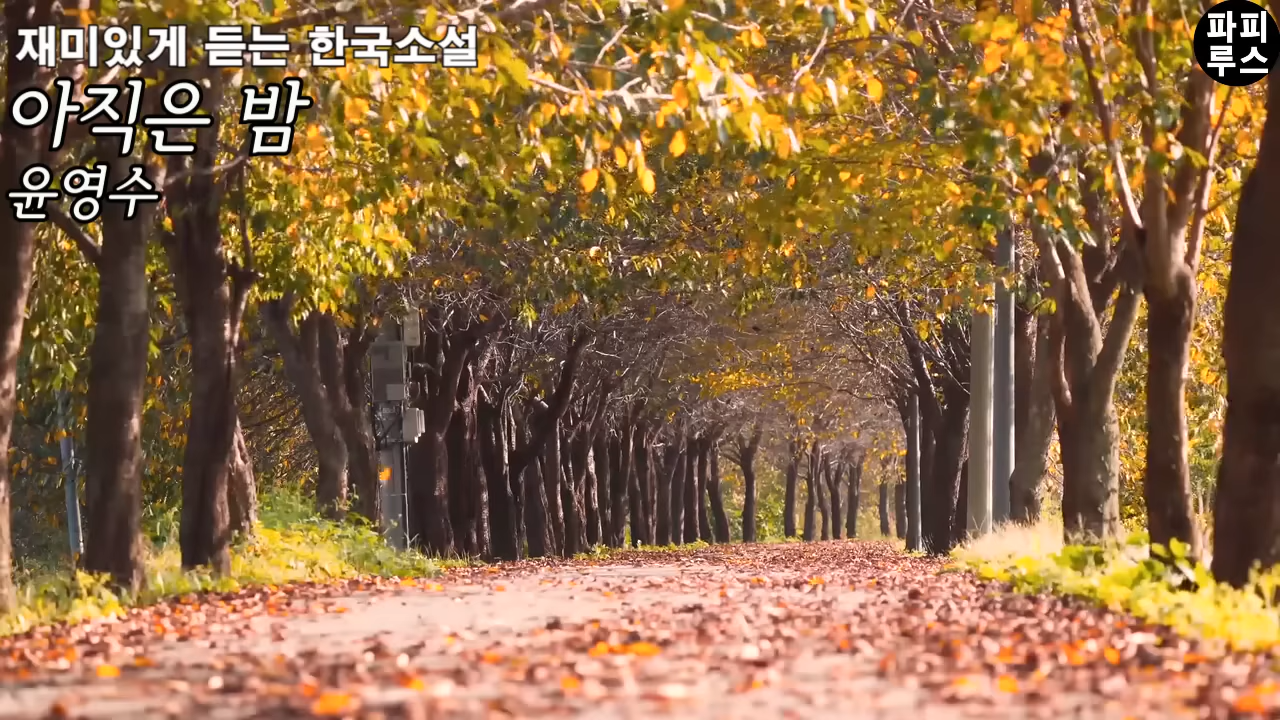 재미있게 듣는 한국소설
아직은 밤
윤영수
파피
루스